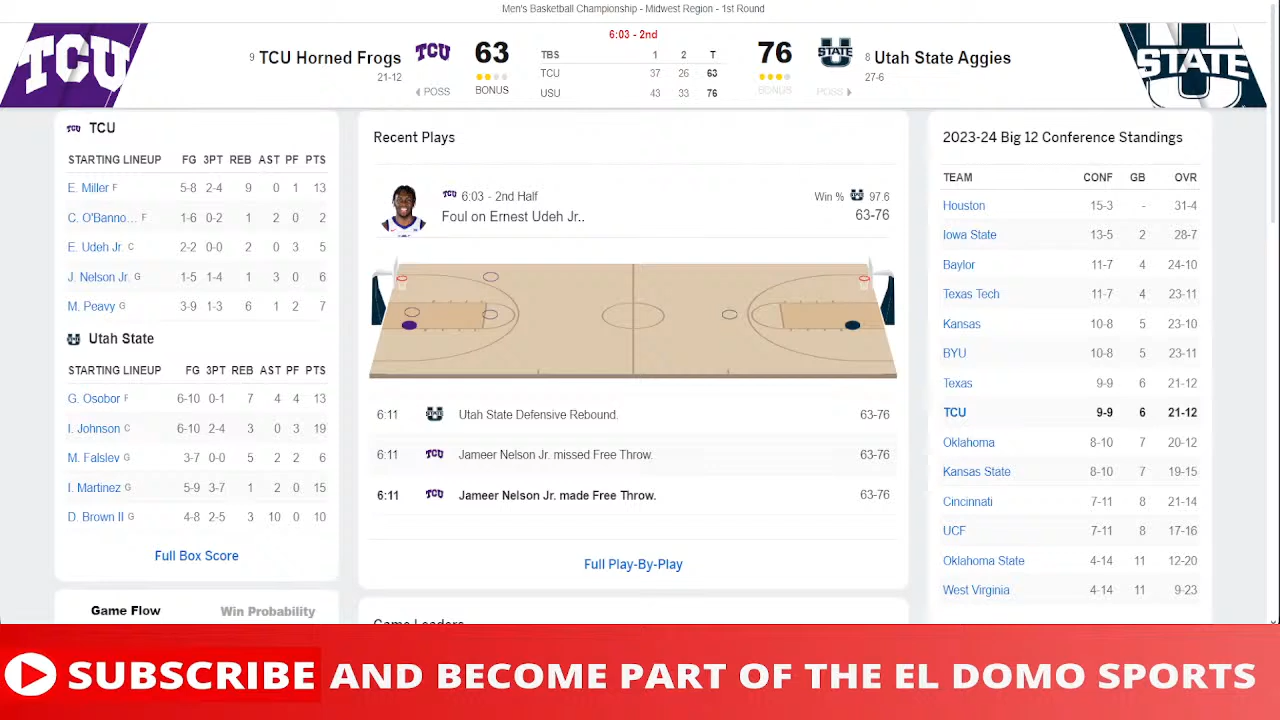 Men's Basketball Championship - Midwest Region - 1st Round
TCU
9 TCU Horned Frogs
21-12
TCU
63
POSS
BONUS
6:03 - 2nd
TBS 1 2 T
TCU 37 26 63
USU 43 33 76
76
BONUS
STATE
8 Utah State Aggies
27-6
POSS
U STATE
TCU TCU
STARTING LINEUP FG 3PT REB AST PF PTS
E. Miller F 5-8 2-4 9 0 1 13
C. O'Banno... F 1-6 0-2 1 2 0 2
E. Udeh Jr. C 2-2 0-0 2 0 3 5
J. Nelson Jr. G 1-5 1-4 1 3 0 6
M. Peavy G 3-9 1-3 6 1 2 7
Utah State
STARTING LINEUP FG 3PT REB AST PF PTS
G. Osobor F 6-10 0-1 7 4 4 13
I. Johnson C 6-10 2-4 3 0 3 19
M. Falslev G 3-7 0-0 5 2 2 6
I. Martinez G 5-9 3-7 1 2 0 15
D. Brown II G 4-8 2-5 3 10 0 10
Full Box Score
Game Flow Win Probability
Recent Plays
TCU 6:03 - 2nd Half
Foul on Ernest Udeh Jr..
Win % 97.6
63-76
6:11 Utah State Defensive Rebound. 63-76
6:11 TCU Jameer Nelson Jr. missed Free Throw. 63-76
6:11 TCU Jameer Nelson Jr. made Free Throw. 63-76
Full Play-By-Play
Game Leaders
2023-24 Big 12 Conference Standings
TEAM CONF GB OVR
Houston 15-3 - 31-4
Iowa State 13-5 2 28-7
Baylor 11-7 4 24-10
Texas Tech 11-7 4 23-11
Kansas 10-8 5 23-10
BYU 10-8 5 23-11
Texas 9-9 6 21-12
TCU 9-9 6 21-12
Oklahoma 8-10 7 20-12
Kansas State 8-10 7 19-15
Cincinnati 7-11 8 21-14
UCF 7-11 8 17-16
Oklahoma State 4-14 11 12-20
West Virginia 4-14 11 9-23
SUBSCRIBE AND BECOME PART OF THE EL DOMO SPORTS